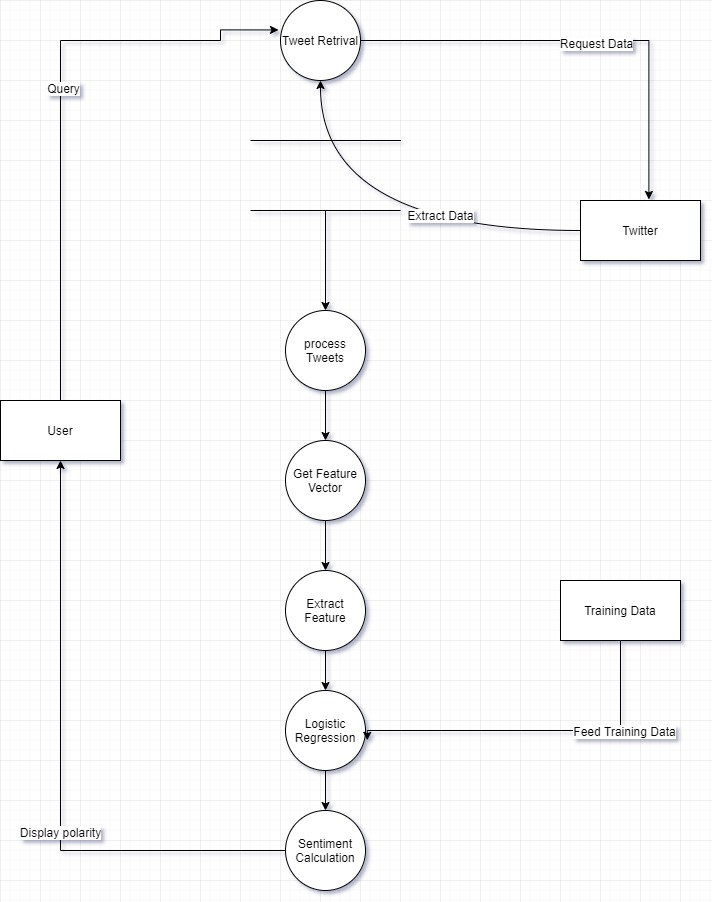 Tweet Retrival
Request Data
Query
Extract Data
Twitter
process
Tweets
User
Get Feature
Vector
Extract
Feature
Training Data
Logistic
Regression
Feed Training Data
Display polarity
Sentiment
Calculation